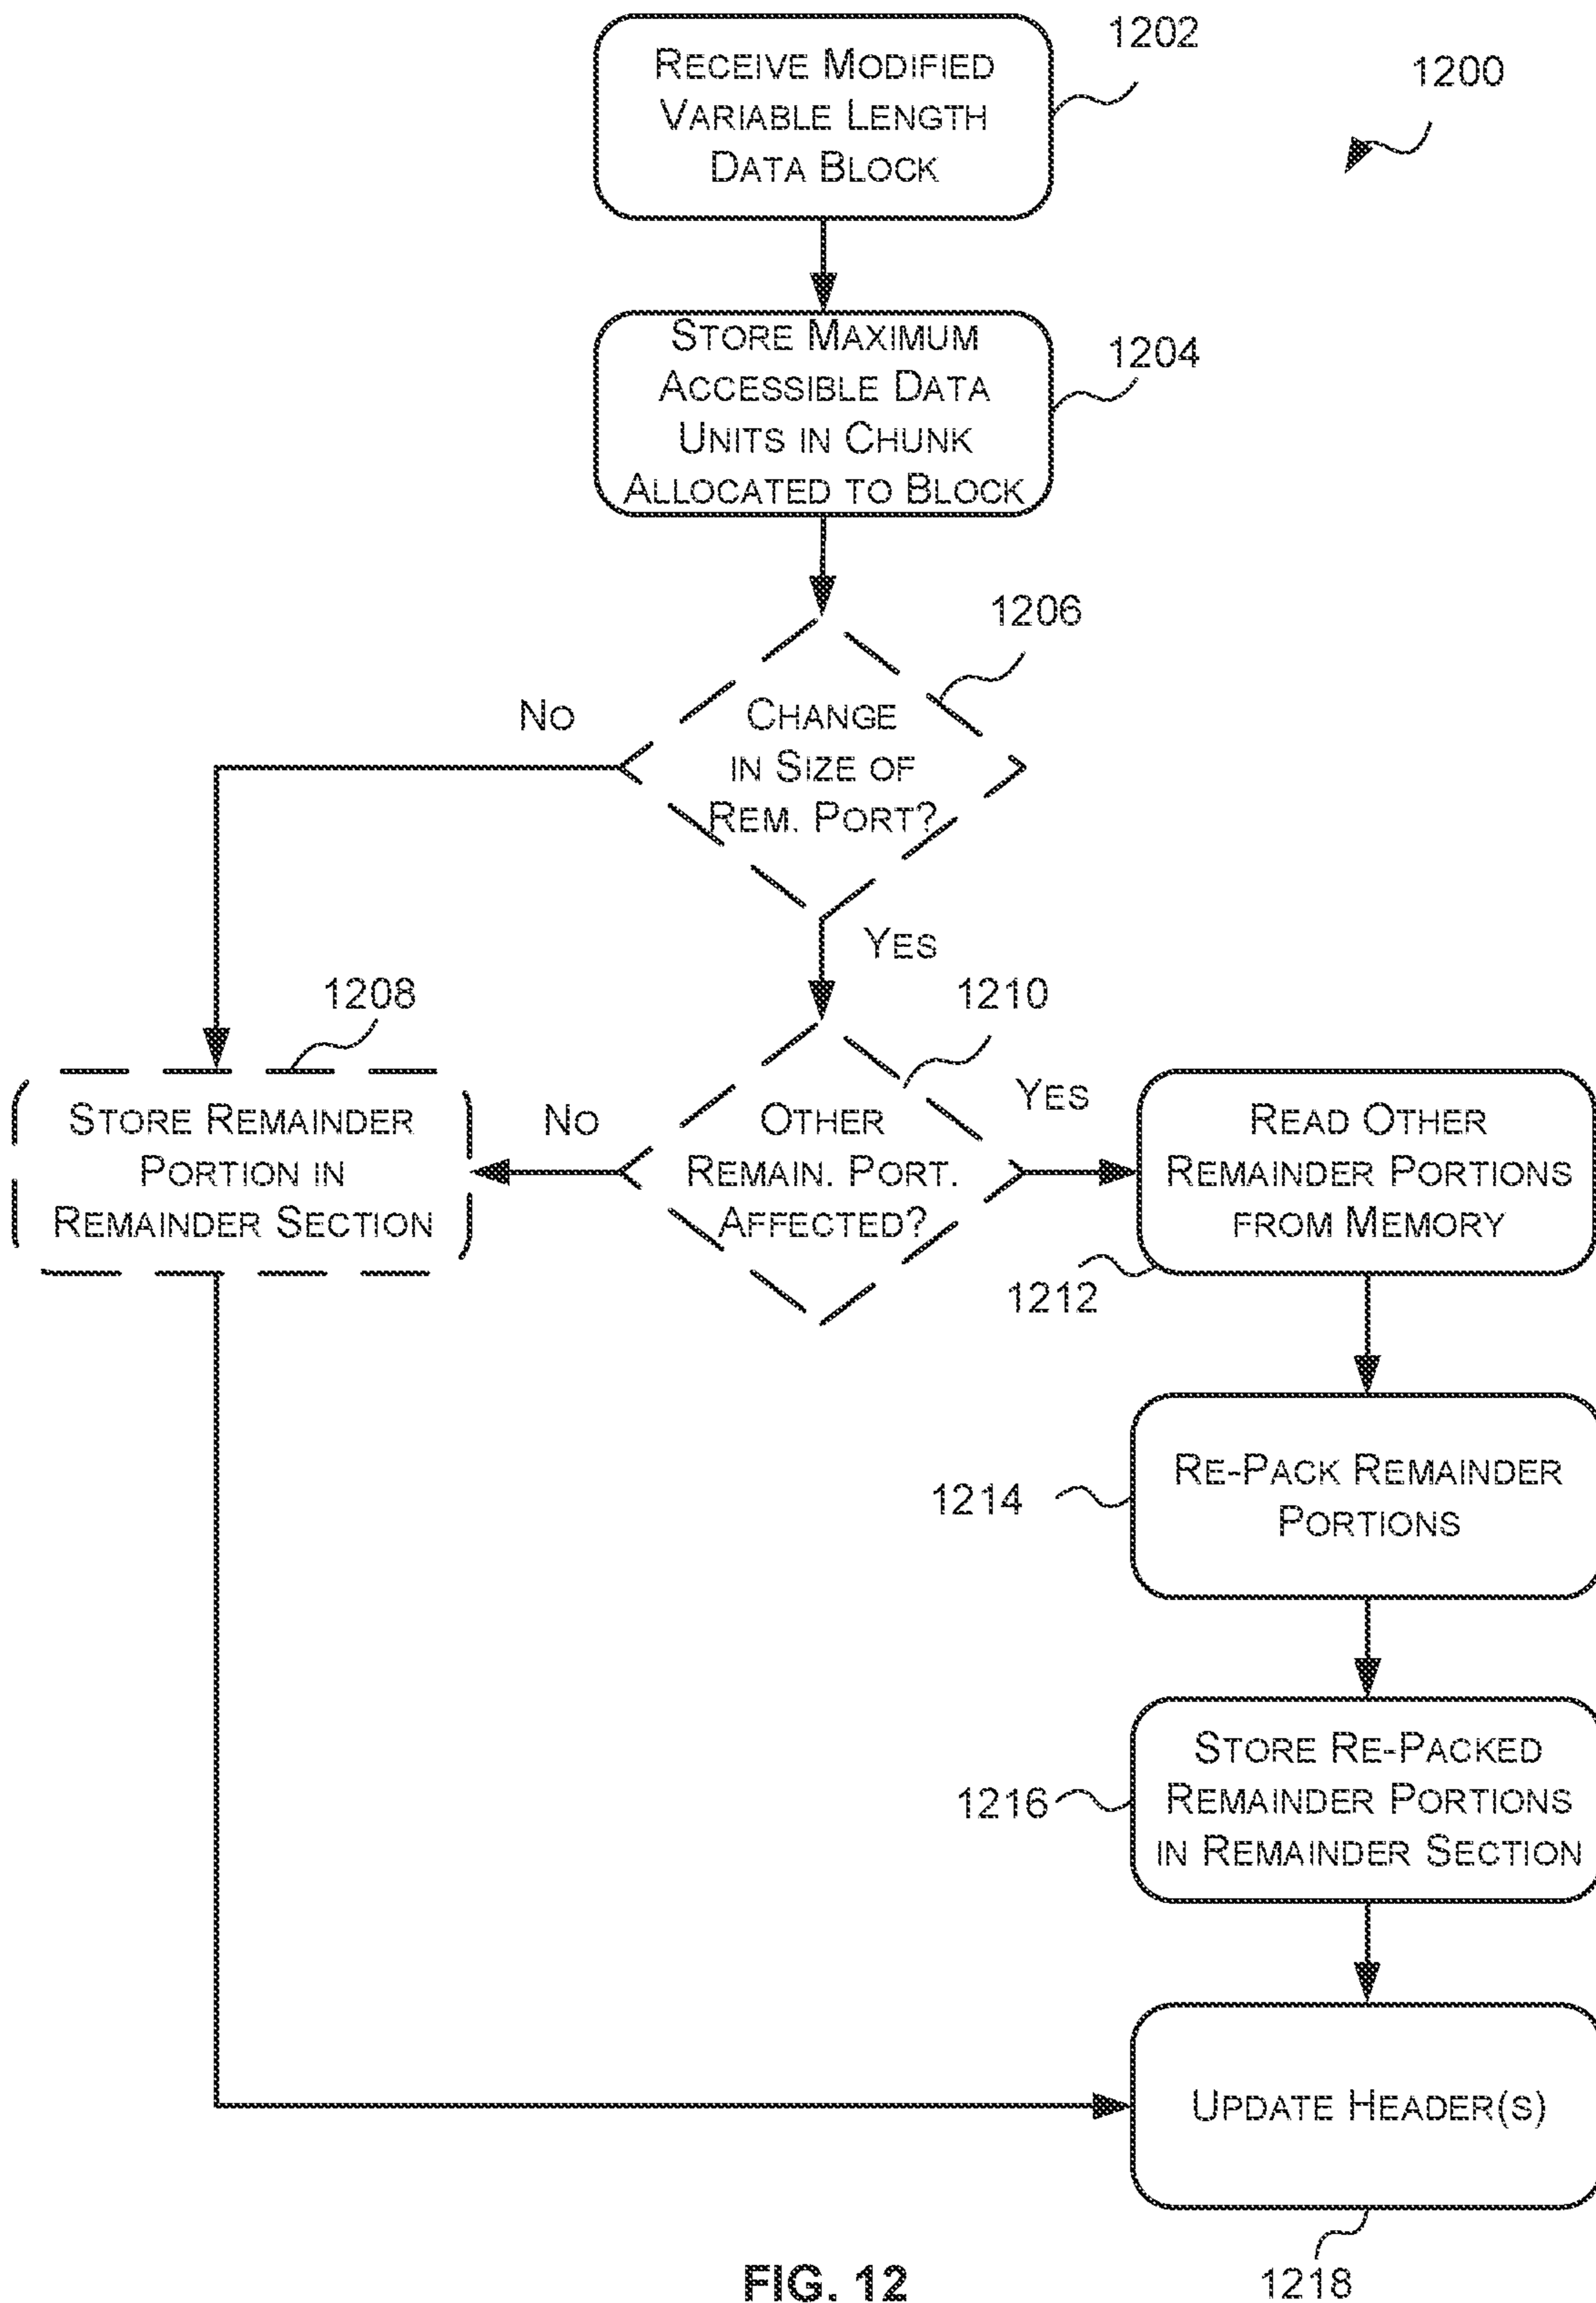 1202
1200
RECEIVE MODIFIED
VARIABLE LENGTH
DATA BLOCK
1204
STORE MAXIMUM
ACCESSIBLE DATA
UNITS IN CHUNK
ALLOCATED TO BLOCK
1206
NO
CHANGE
IN SIZE OF
REM. PORT?
YES
1208
1210
STORE REMAINDER
PORTION IN
REMAINDER SECTION
NO
OTHER
REMAIN. PORT.
AFFECTED?
YES
READ OTHER
REMAINDER PORTIONS
FROM MEMORY
1212
RE-PACK REMAINDER
PORTIONS
1214
STORE RE-PACKED
REMAINDER PORTIONS
IN REMAINDER SECTION
1216
UPDATE HEADER(S)
1218
FIG. 12